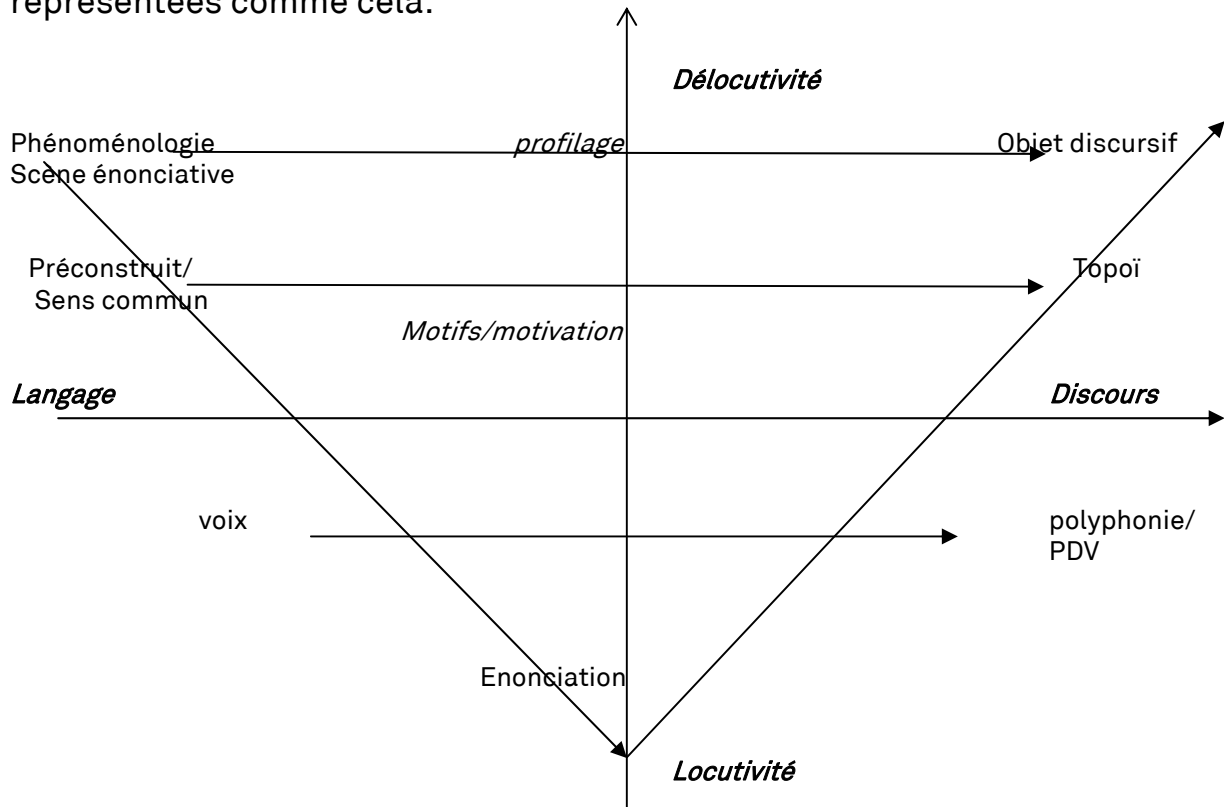 représentées comme cela.
Délocutivité
Phénoménologie
Scène énonciative
profilage
Objet discursif
Préconstruit/
Sens commun
Topoï
Motifs/motivation
Langage
Discours
voix
polyphonie/
PDV
Enonciation
Locutivité